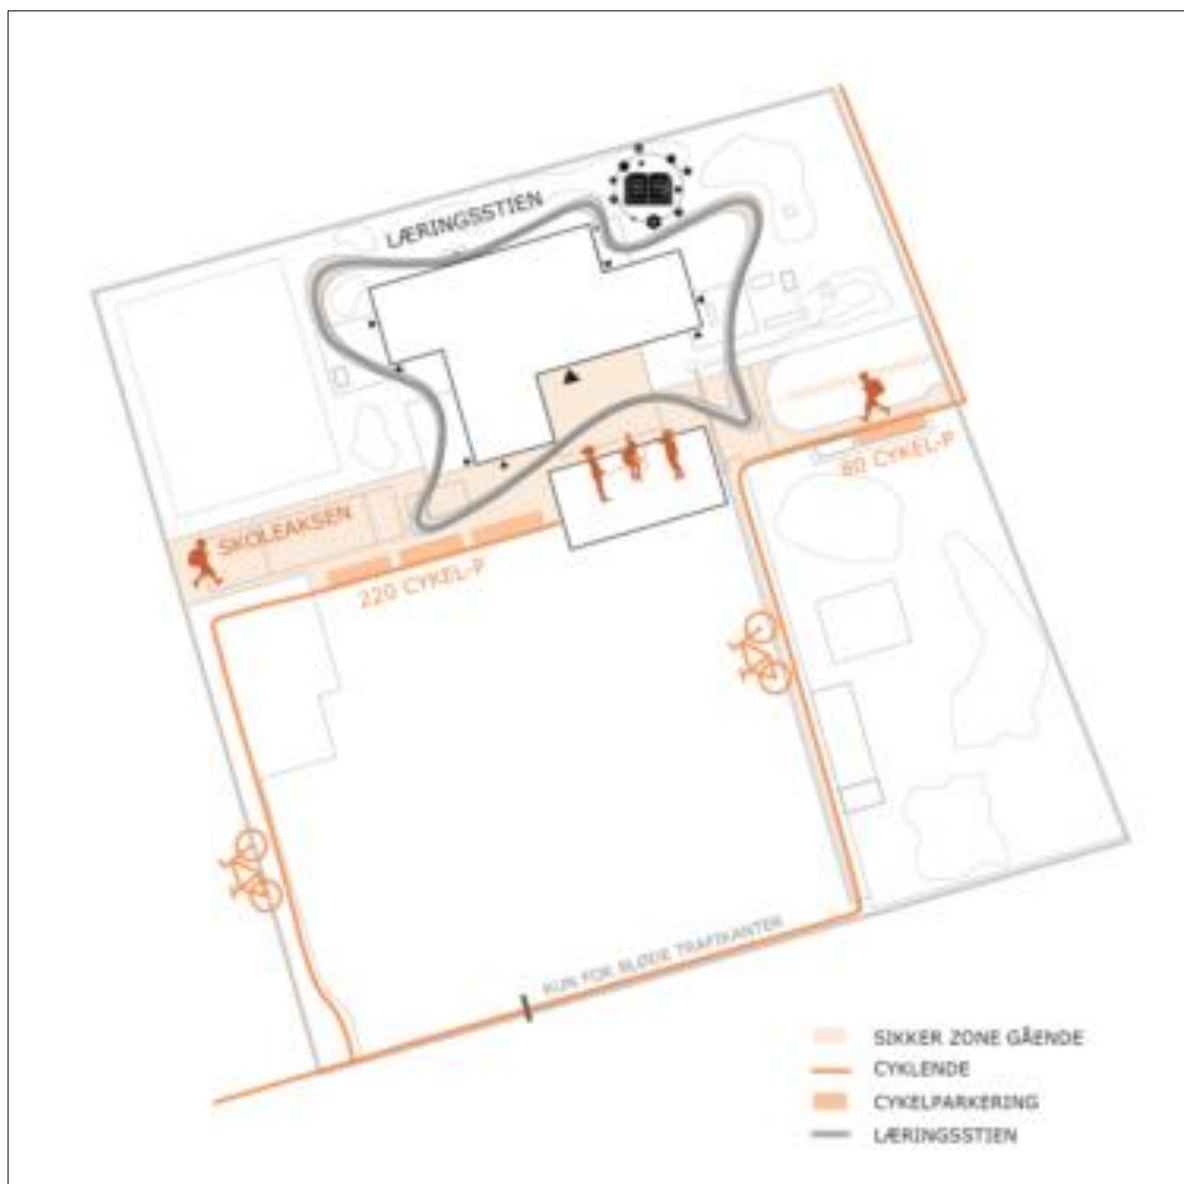 LÆRINGSSTIEN
80 CYKEL-P
SKOLEAKSEN
220 CYKEL-P
KUN FOR BLØDE TRAFIKANTER
SIKKER ZONE GÅENDE
CYKLENDE
CYKELPARKERING
LÆRINGSSTIEN